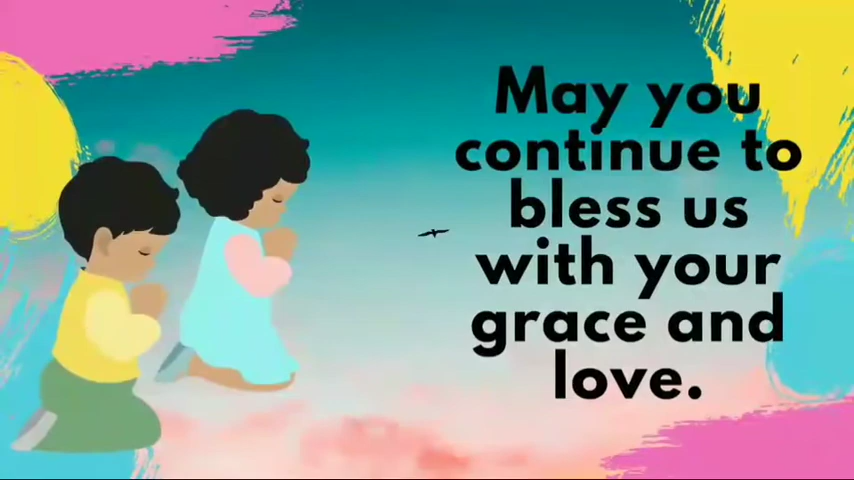 May you
continue to
bless us
with your
grace and
love.